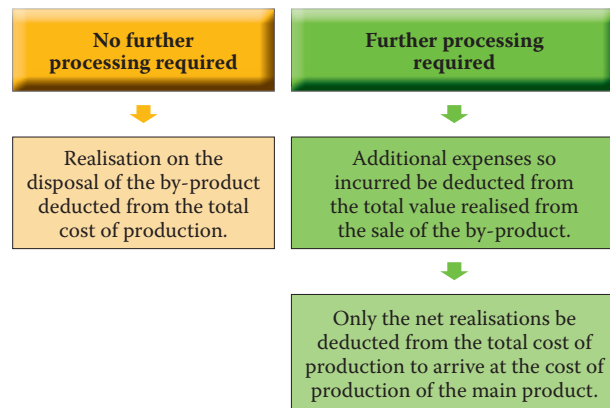 No further
processing required
Realisation on the
disposal of the by-product
deducted from the total
cost of production.
Further processing
required
Additional expenses so
incurred be deducted from
the total value realised from
the sale of the by-product.
Only the net realisations be
deducted from the total cost of
production to arrive at the cost of
production of the main product.